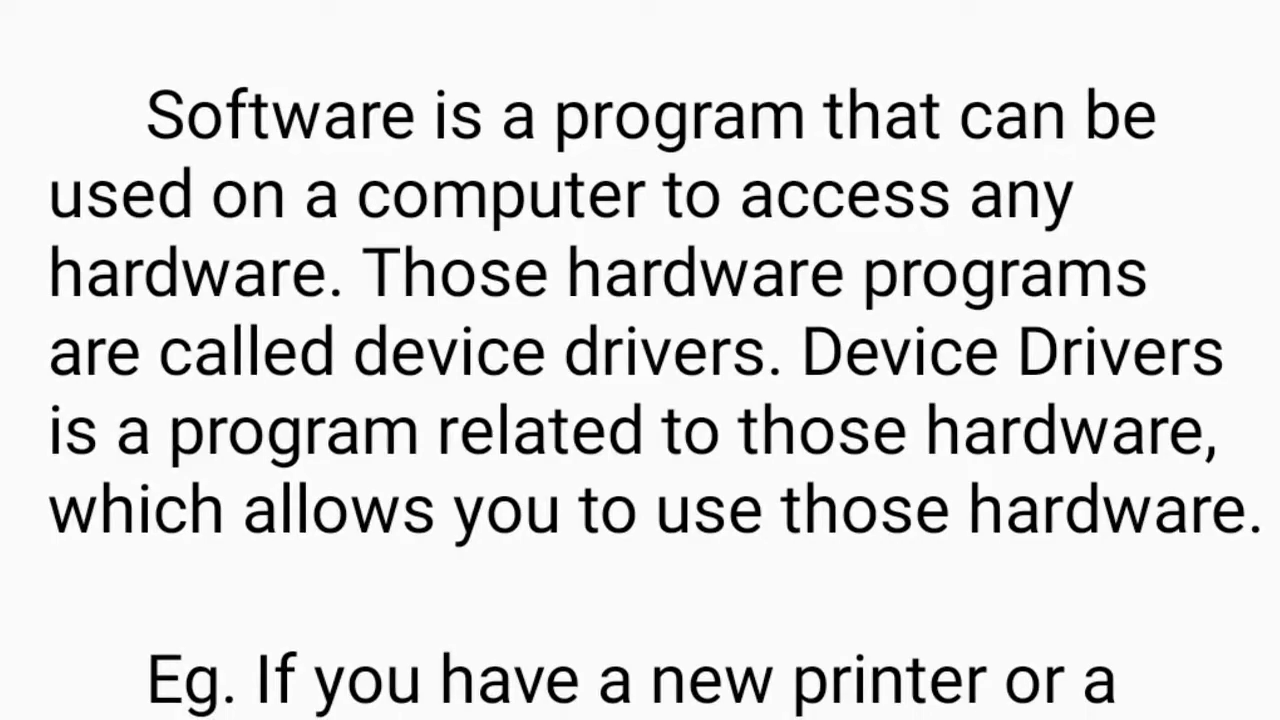 Software is a program that can be
used on a computer to access any
hardware. Those hardware programs
are called device drivers. Device Drivers
is a program related to those hardware,
which allows you to use those hardware.
Eg. If you have a new printer or a